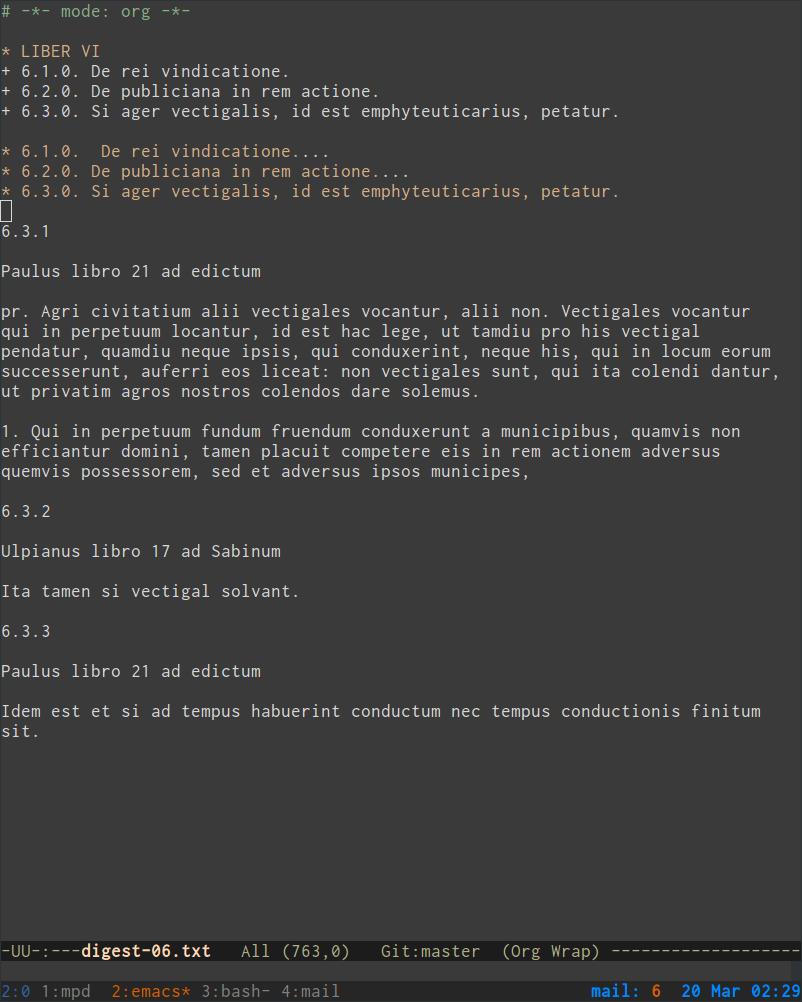 # -*- mode: org -*-
* LIBER VI
+ 6.1.0. De rei vindicatione.
+ 6.2.0. De publiciana in rem actione.
+ 6.3.0. Si ager vectigalis, id est emphyteuticarius, petatur.
* 6.1.0.  De rei vindicatione....
* 6.2.0. De publiciana in rem actione....
* 6.3.0. Si ager vectigalis, id est emphyteuticarius, petatur.
6.3.1
Paulus libro 21 ad edictum
pr. Agri civitatium alii vectigales vocantur, alii non. Vectigales vocantur
qui in perpetuum locantur, id est hac lege, ut tamdiu pro his vectigal
pendatur, quamdiu neque ipsis, qui conduxerint, neque his, qui in locum eorum
successerunt, auferri eos liceat: non vectigales sunt, qui ita colendi dantur,
ut privatim agros nostros colendos dare solemus.
1. Qui in perpetuum fundum fruendum conduxerunt a municipibus, quamvis non
efficiantur domini, tamen placuit competere eis in rem actionem adversus
quemvis possessorem, sed et adversus ipsos municipes,
6.3.2
Ulpianus libro 17 ad Sabinum
Ita tamen si vectigal solvant.
6.3.3
Paulus libro 21 ad edictum
Idem est et si ad tempus habuerint conductum nec tempus conductionis finitum
sit.
-UU-:---digest-06.txt   All (763,0)   Git:master  (Org Wrap) -------------------
2:0 1:mpd  2:emacs* 3:bash- 4:mail mail: 6  20 Mar 02:29